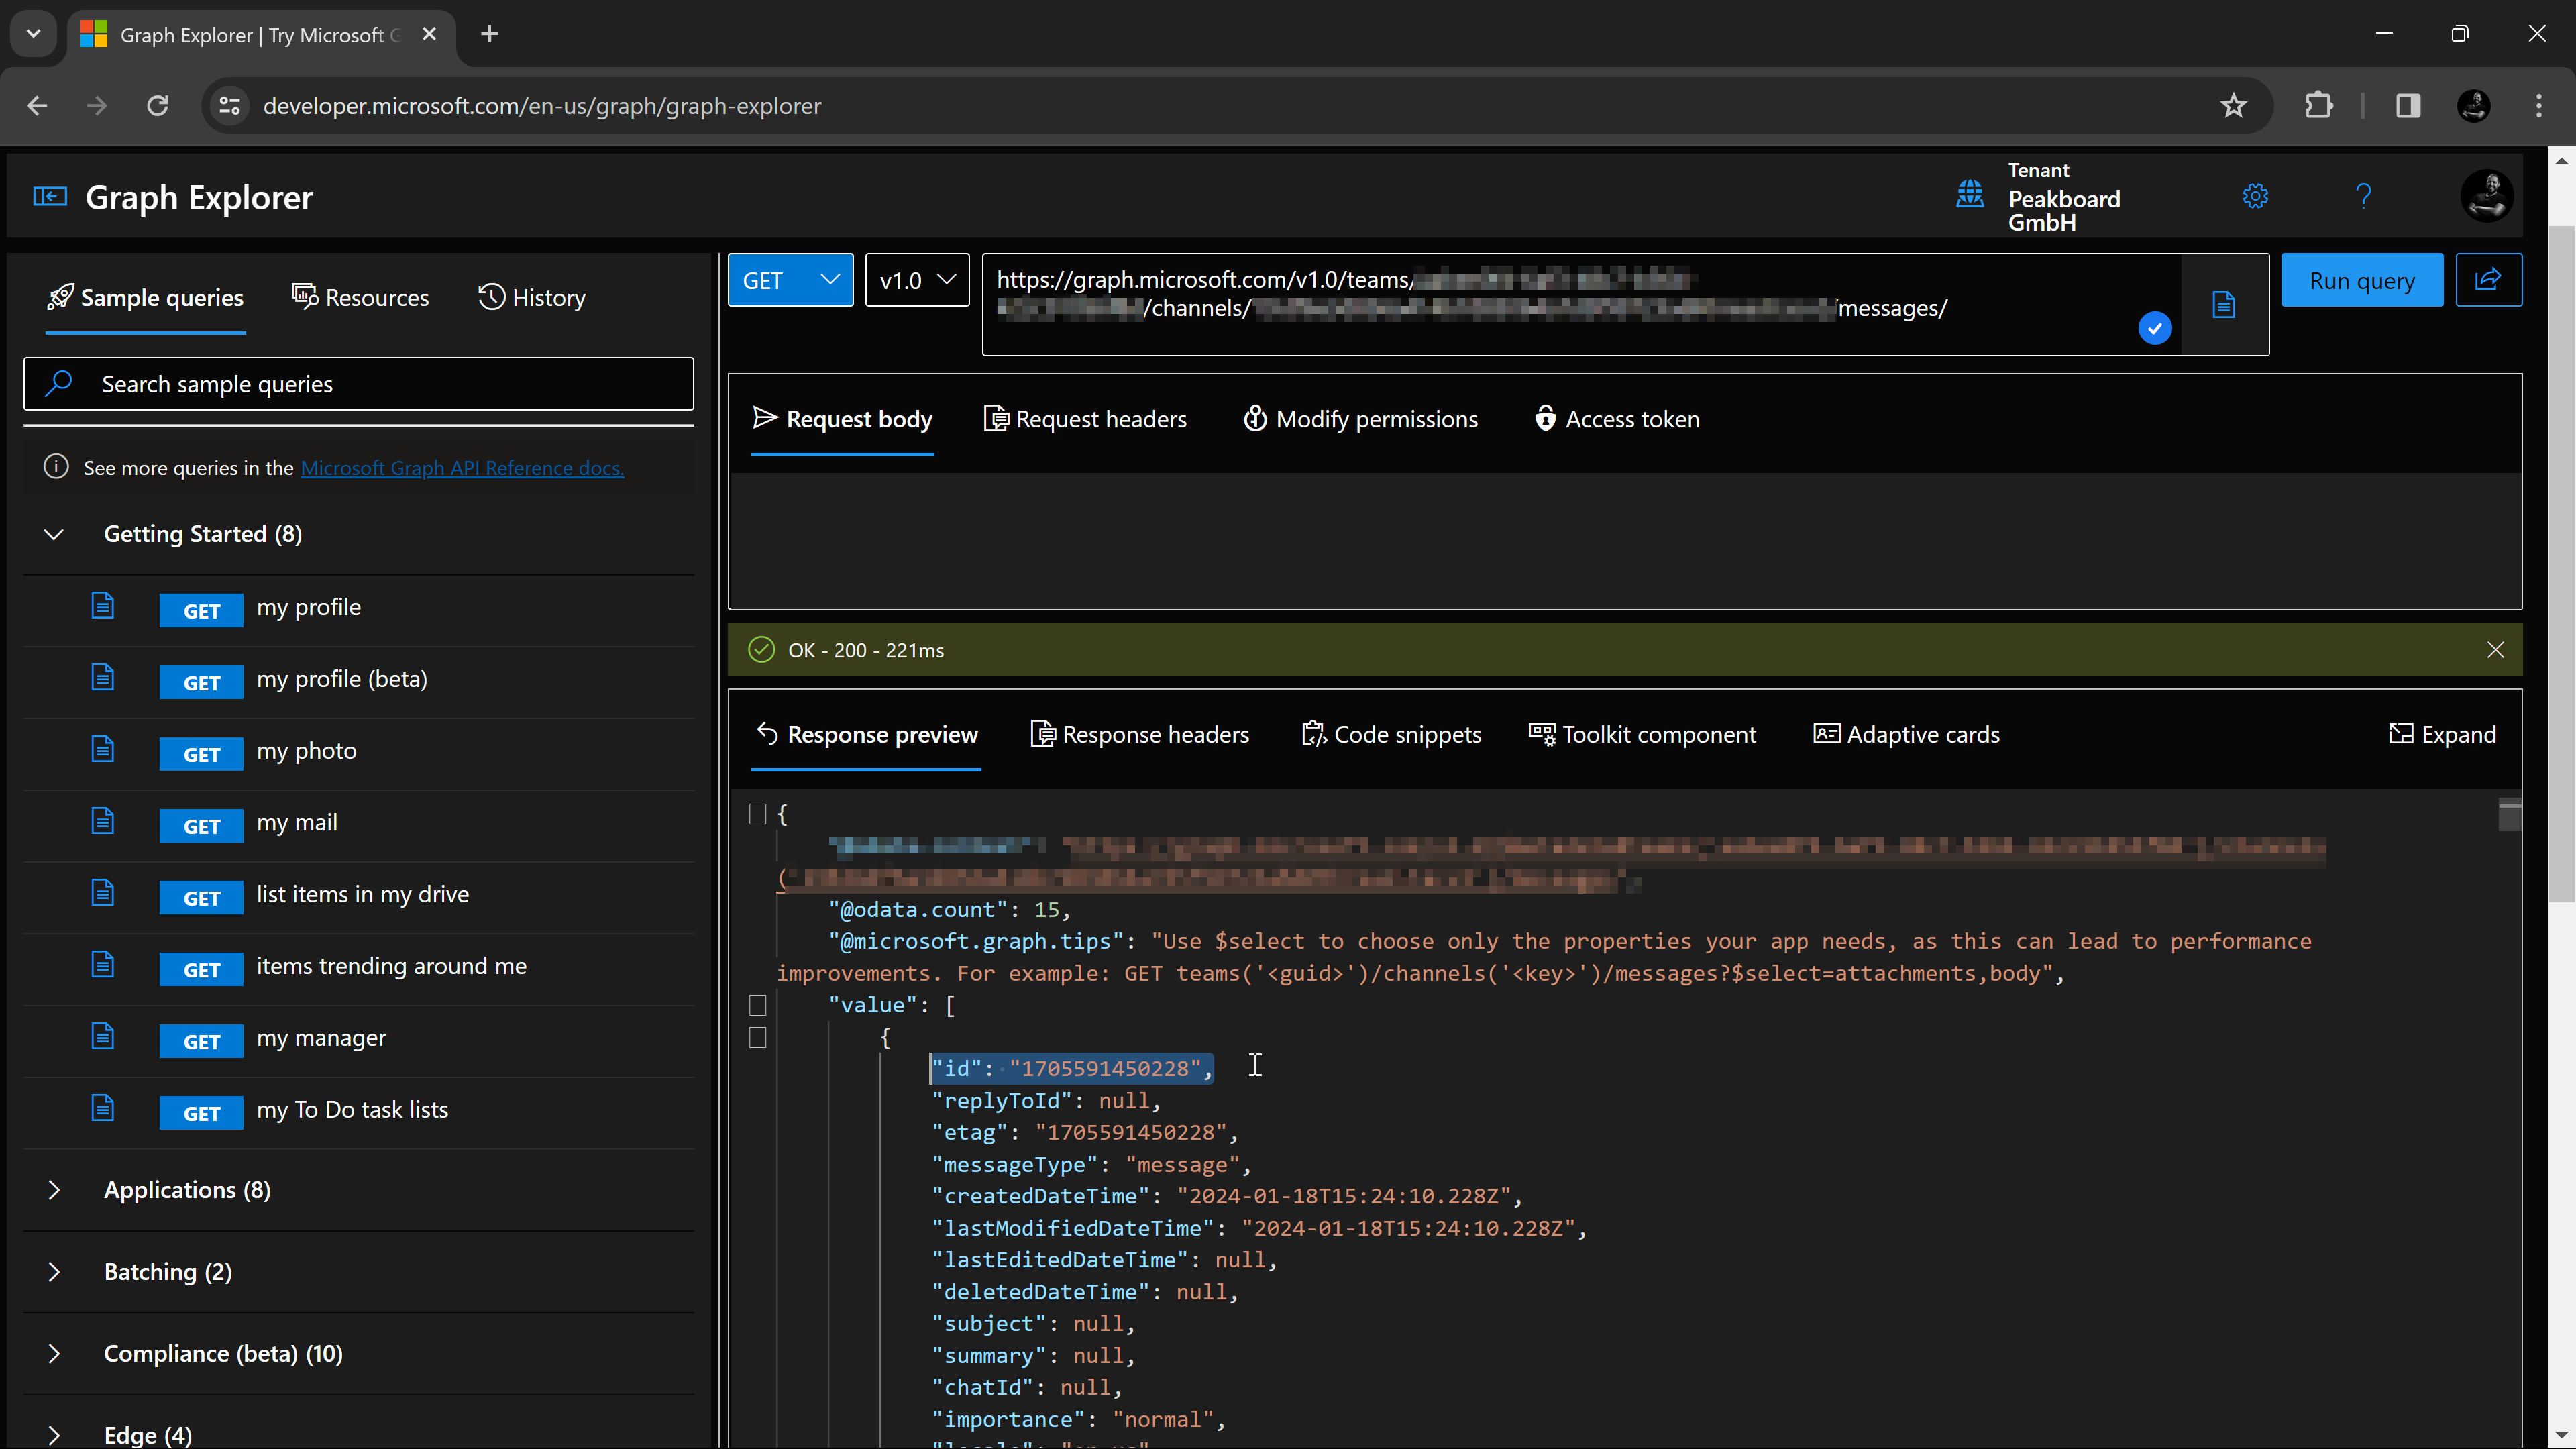 Graph Explorer | Try Microsoft G
developer.microsoft.com/en-us/graph/graph-explorer
Graph Explorer
Tenant
Peakboard
GmbH
Sample queries
Resources
History
Search sample queries
See more queries in the Microsoft Graph API Reference docs.
Getting Started (8)
GET my profile
GET my profile (beta)
GET my photo
GET my mail
GET list items in my drive
GET items trending around me
GET my manager
GET my To Do task lists
Applications (8)
Batching (2)
Compliance (beta) (10)
Edge (4)
GET
v1.0
https://graph.microsoft.com/v1.0/teams/
/channels/ messages/
Run query
Request body
Request headers
Modify permissions
Access token
OK - 200 - 221ms
Response preview
Response headers
Code snippets
Toolkit component
Adaptive cards
Expand
{
(
"@odata.count": 15,
"@microsoft.graph.tips": "Use $select to choose only the properties your app needs, as this can lead to performance
improvements. For example: GET teams('<guid>')/channels('<key>')/messages?$select=attachments,body",
"value": [
{
"id": "1705591450228",
"replyToId": null,
"etag": "1705591450228",
"messageType": "message",
"createdDateTime": "2024-01-18T15:24:10.228Z",
"lastModifiedDateTime": "2024-01-18T15:24:10.228Z",
"lastEditedDateTime": null,
"deletedDateTime": null,
"subject": null,
"summary": null,
"chatId": null,
"importance": "normal",